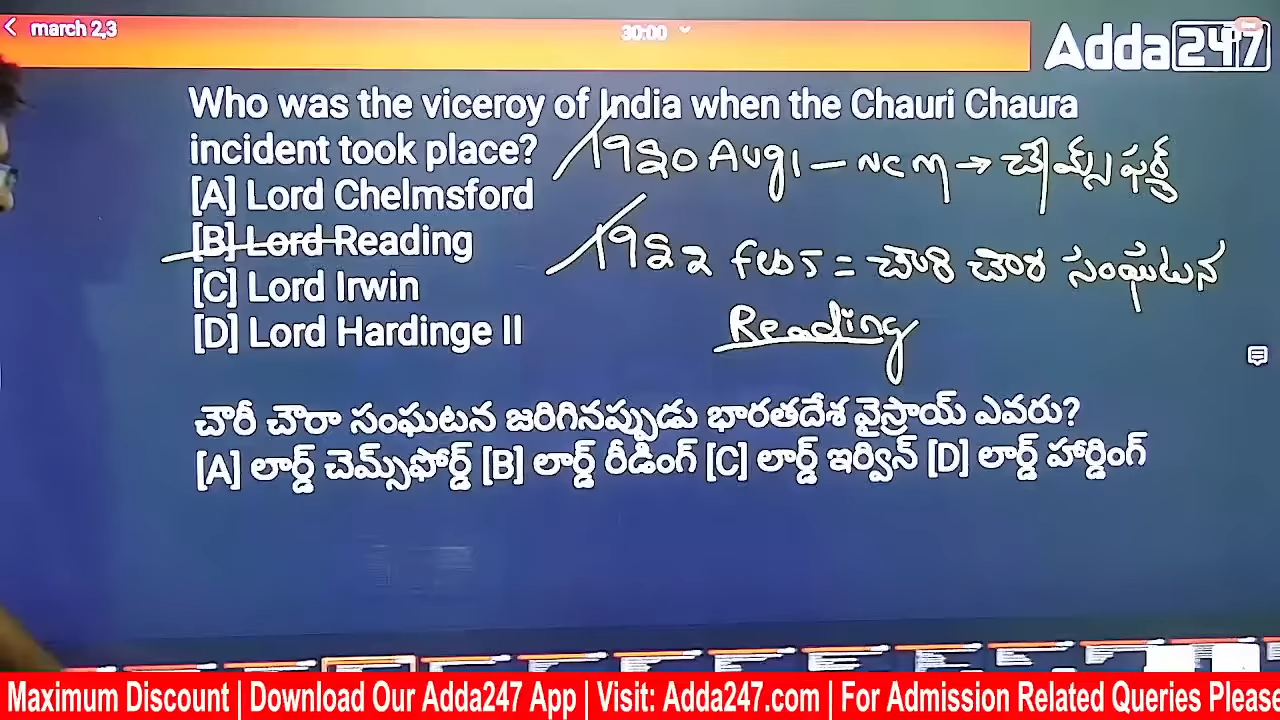 march 2,3
30:00
Adda247
Who was the viceroy of India when the Chauri Chaura
incident took place?
1920 Aug 1 – NCM →
[A] Lord Chelmsford
[B] Lord Reading
1922 Feb 5 = చౌరి చౌరా సంఘటన
[C] Lord Irwin
Reading
[D] Lord Hardinge II
చౌరీ చౌరా సంఘటన జరిగినప్పుడు భారతదేశ వైస్రాయ్ ఎవరు?
[A] లార్డ్ చెమ్స్‌ఫోర్డ్ [B] లార్డ్ రీడింగ్ [C] లార్డ్ ఇర్విన్ [D] లార్డ్ హార్డింగ్
Maximum Discount | Download Our Adda247 App | Visit: Adda247.com | For Admission Related Queries Please